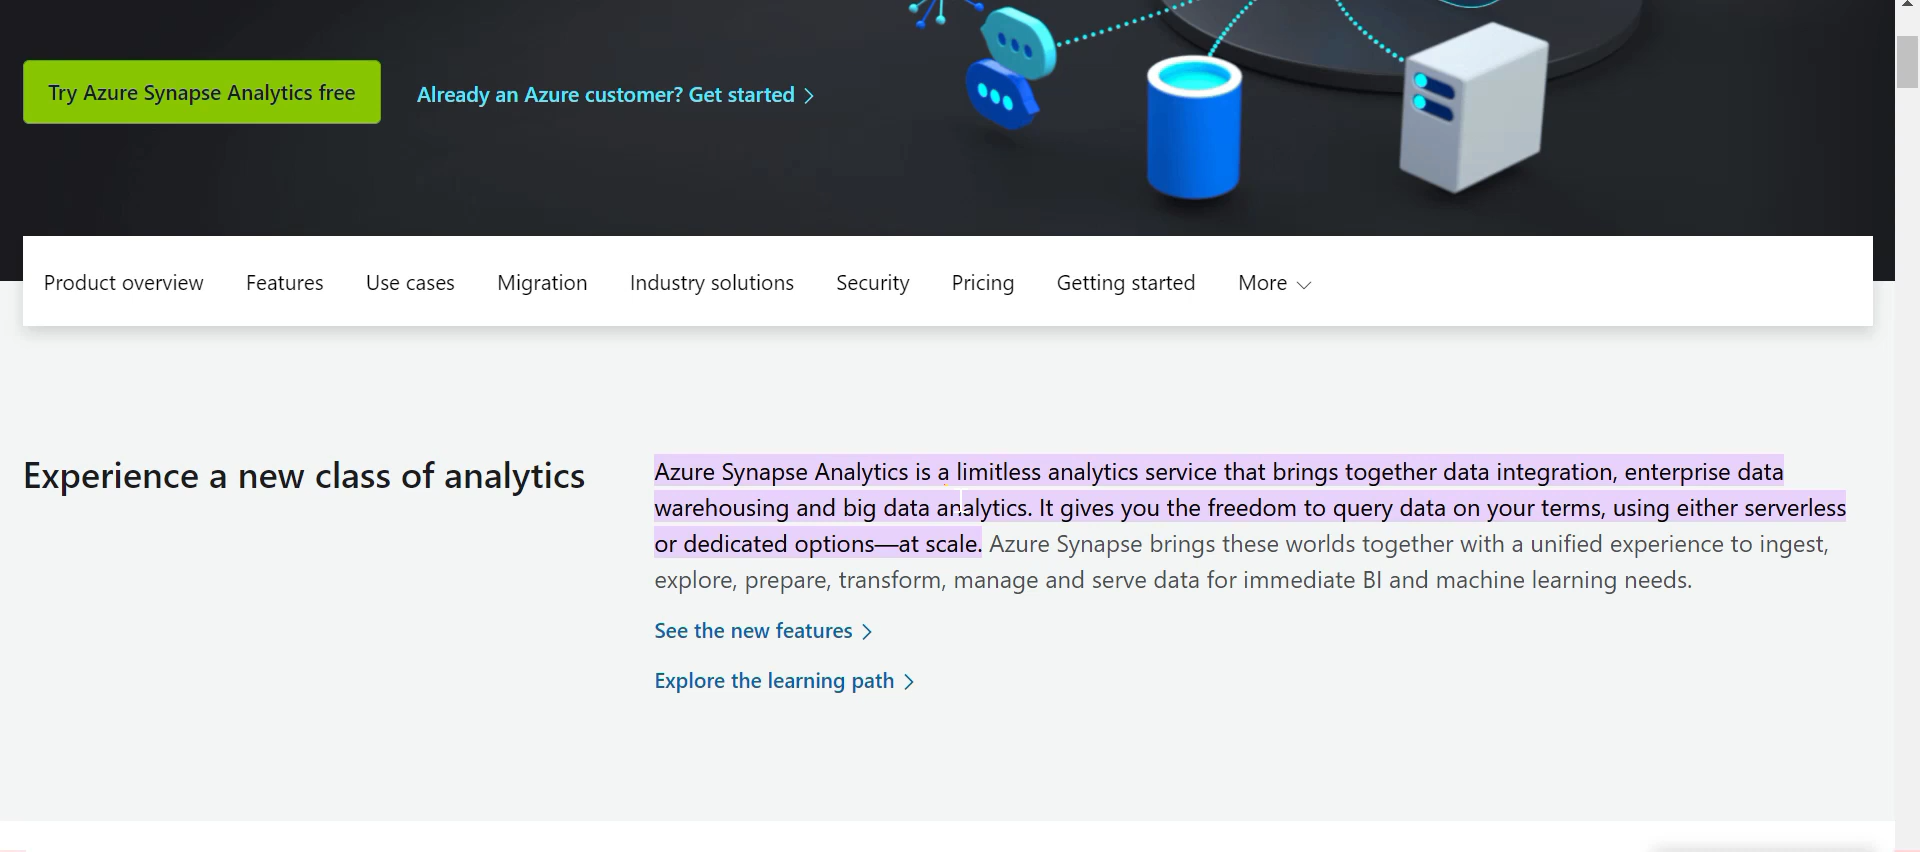 Try Azure Synapse Analytics free
Already an Azure customer? Get started
Product overview Features Use cases Migration Industry solutions Security Pricing Getting started More
Experience a new class of analytics
Azure Synapse Analytics is a limitless analytics service that brings together data integration, enterprise data
warehousing and big data analytics. It gives you the freedom to query data on your terms, using either serverless
or dedicated options—at scale. Azure Synapse brings these worlds together with a unified experience to ingest,
explore, prepare, transform, manage and serve data for immediate BI and machine learning needs.
See the new features
Explore the learning path